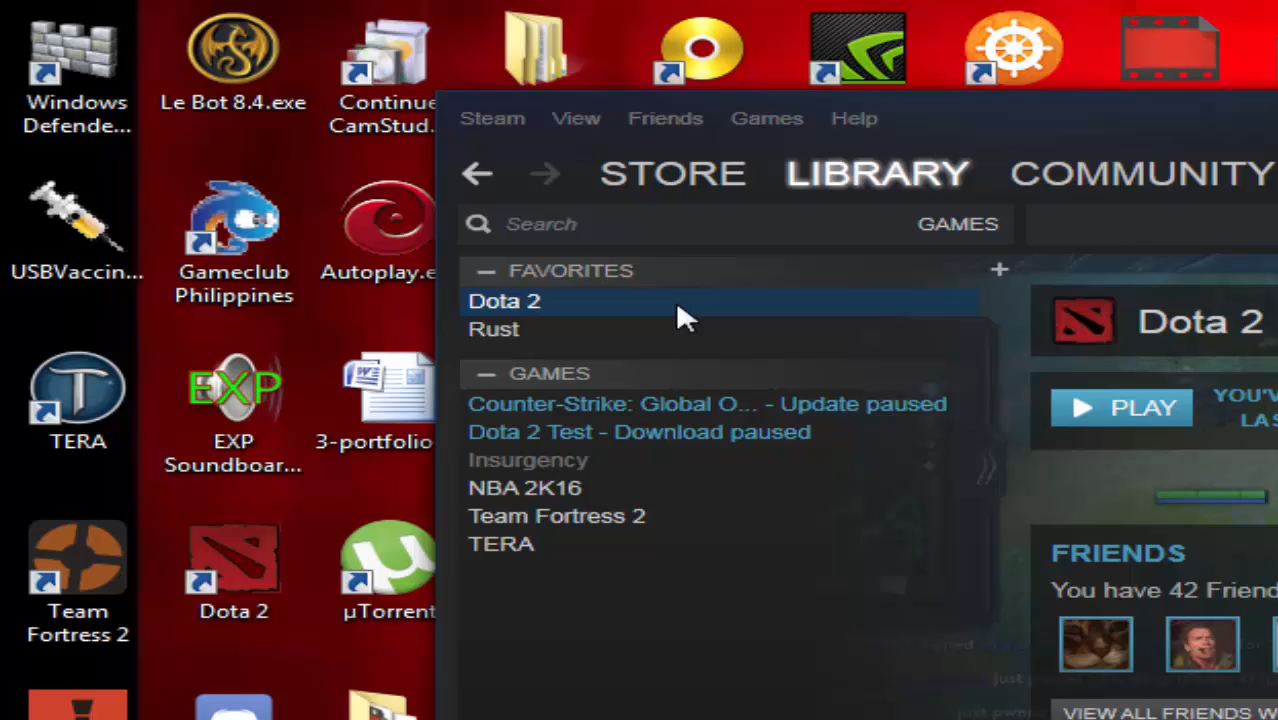 Windows
Defende...
Le Bot 8.4.exe
Continue
CamStud.
USBVaccin...
Gameclub
Philippines
Autoplay.e
TERA
EXP
EXP
Soundboar...
3-portfolio
Team
Fortress 2
Dota 2
µTorrent
Steam View Friends Games Help
STORE LIBRARY COMMUNITY
Search GAMES
— FAVORITES +
Dota 2
Rust
— GAMES
Counter-Strike: Global O... - Update paused
Dota 2 Test - Download paused
Insurgency
NBA 2K16
Team Fortress 2
TERA
Dota 2
PLAY
YOU'V
LAS
FRIENDS
You have 42 Friend
VIEW ALL FRIENDS W